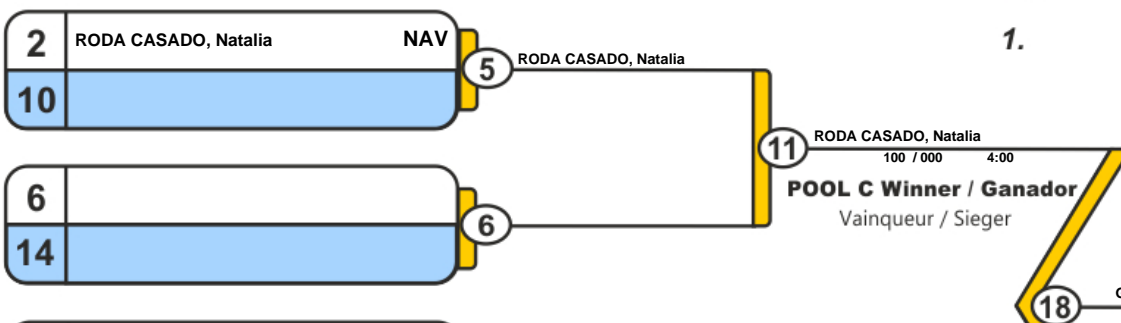 2 RODA CASADO, Natalia NAV
10
5 RODA CASADO, Natalia
1.
6
14
6
11 RODA CASADO, Natalia
100 / 000 4:00
POOL C Winner / Ganador
Vainqueur / Sieger
18